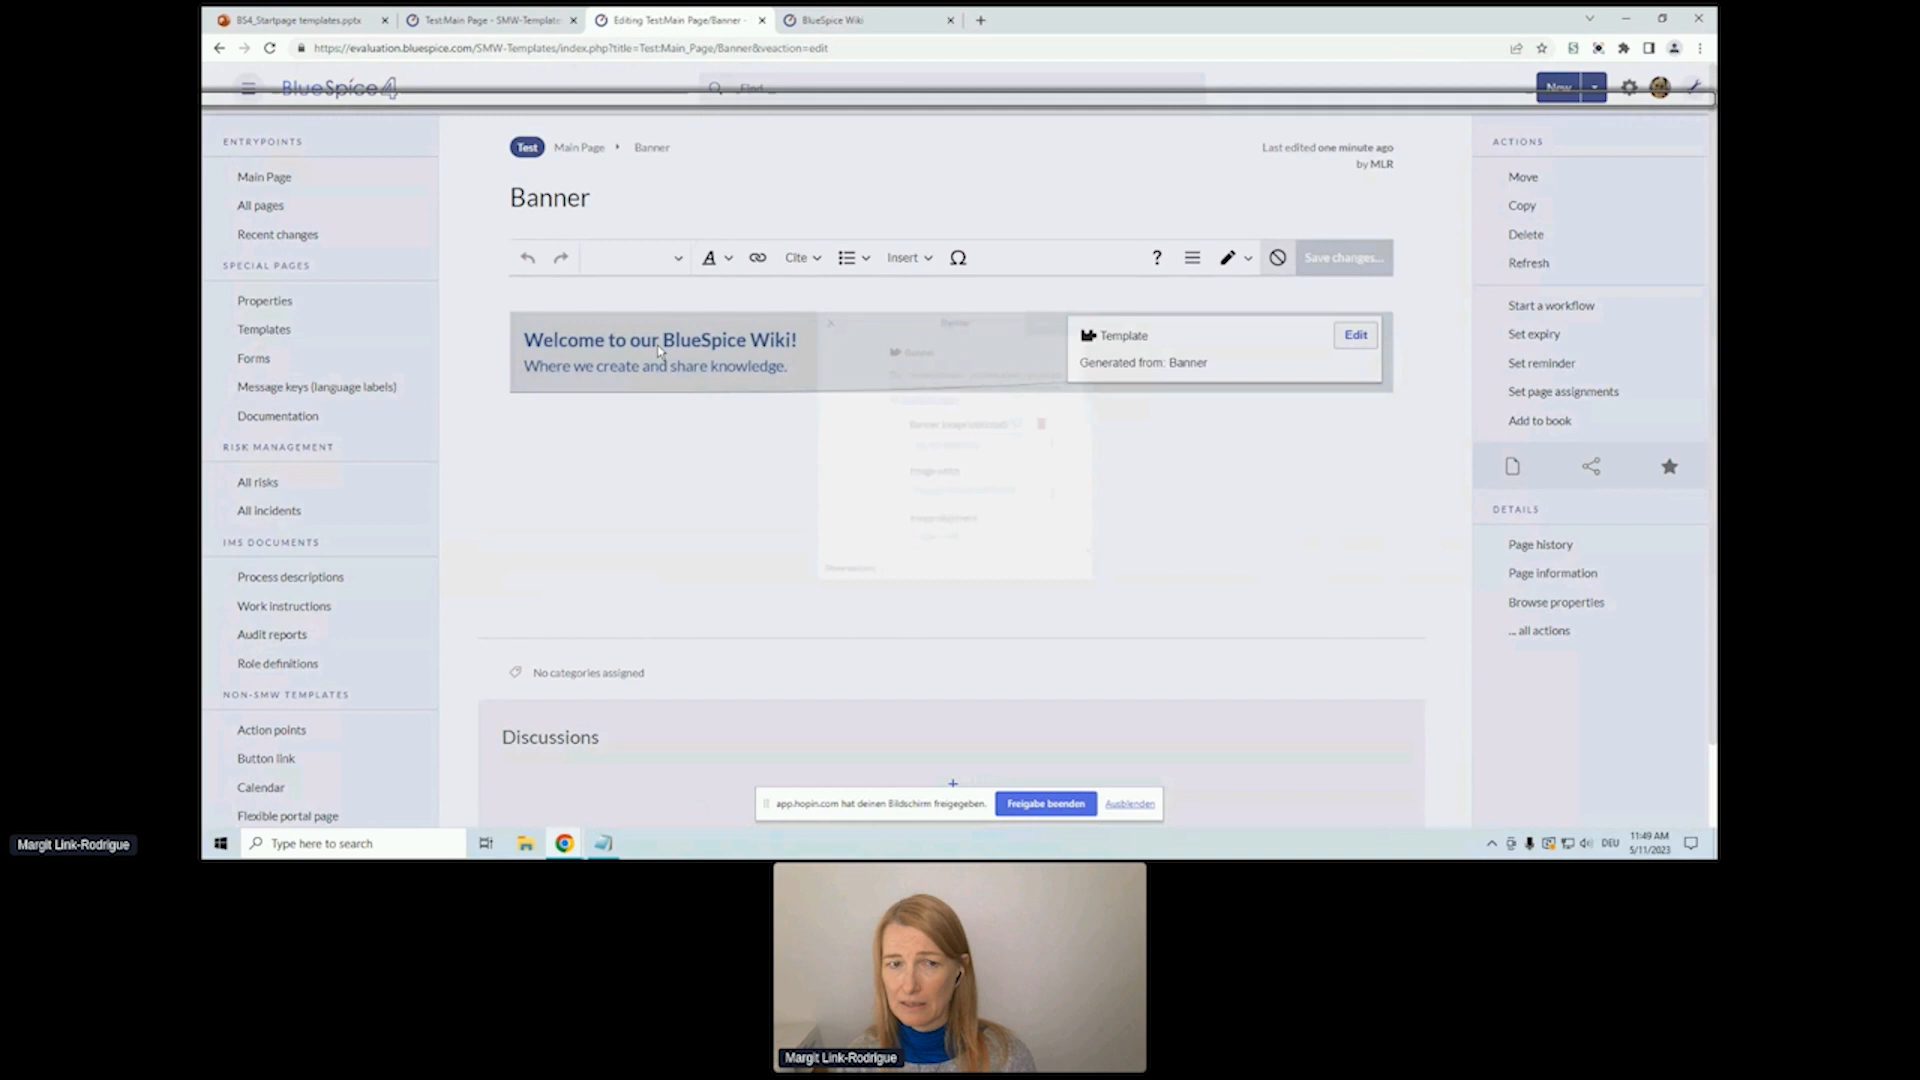 BS4_Startpage templates.pptx
Test:Main Page - SMW-Template
Editing Test:Main Page/Banner -
BlueSpice Wiki
https://evaluation.bluespice.com/SMW-Templates/index.php?title=Test:Main_Page/Banner&veaction=edit
BlueSpice 4
Find ...
New
ENTRYPOINTS
Main Page
All pages
Recent changes
SPECIAL PAGES
Properties
Templates
Forms
Message keys (language labels)
Documentation
RISK MANAGEMENT
All risks
All incidents
IMS DOCUMENTS
Process descriptions
Work instructions
Audit reports
Role definitions
NON-SMW TEMPLATES
Action points
Button link
Calendar
Flexible portal page
Test Main Page Banner
Last edited one minute ago
by MLR
Banner
Cite
Insert
Save changes...
Welcome to our BlueSpice Wiki!
Where we create and share knowledge.
Template
Edit
Generated from: Banner
No categories assigned
Discussions
app.hopin.com hat deinen Bildschirm freigegeben.
Freigabe beenden
Ausblenden
ACTIONS
Move
Copy
Delete
Refresh
Start a workflow
Set expiry
Set reminder
Set page assignments
Add to book
DETAILS
Page history
Page information
Browse properties
... all actions
Type here to search
DEU
11:49 AM
5/11/2023
Margit Link-Rodrigue
Margit Link-Rodrigue